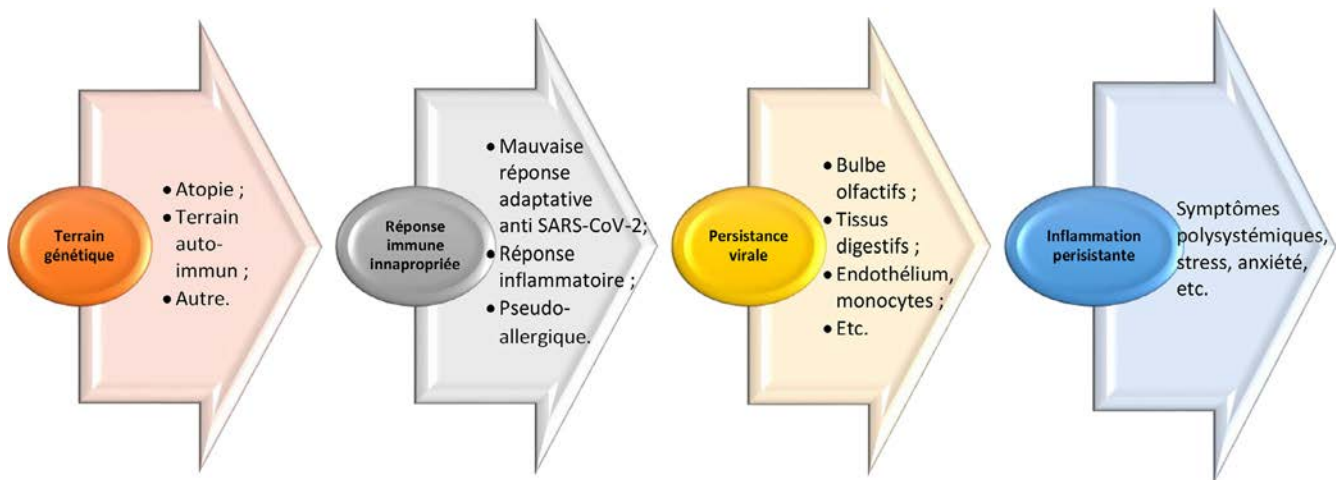 Terrain
génétique
• Atopie ;
• Terrain
auto-
immun ;
• Autre.
Réponse
immune
innapropriée
• Mauvaise
réponse
adaptative
anti SARS-CoV-2;
• Réponse
inflammatoire ;
• Pseudo-
allergique.
Persistance
virale
• Bulbe
olfactifs ;
• Tissus
digestifs ;
• Endothélium,
monocytes ;
• Etc.
Inflammation
perisistante
Symptômes
polysystémiques,
stress, anxiété,
etc.